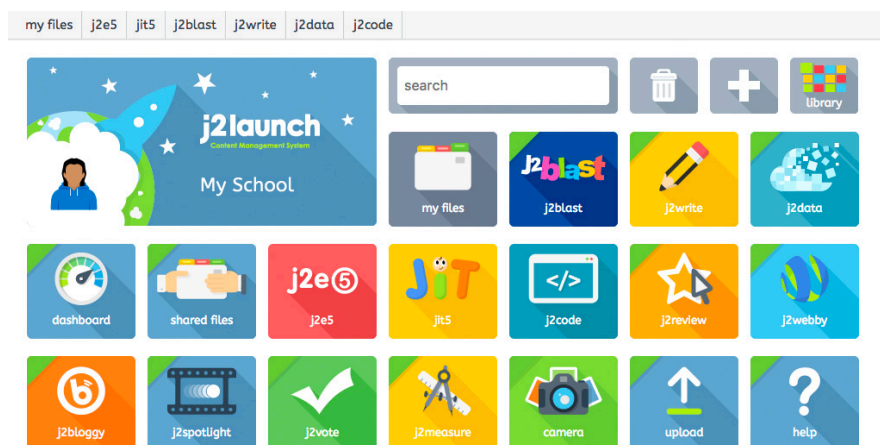 my files j2e5 jit5 j2blast j2write j2data j2code
j2launch
Content Management System
My School
search
library
my files
j2blast
j2blast
j2write
j2data
dashboard
shared files
j2e5
j2e5
JiT
jit5
</>
j2code
j2review
j2webby
b
j2bloggy
j2spotlight
j2vote
j2measure
camera
upload
?
help